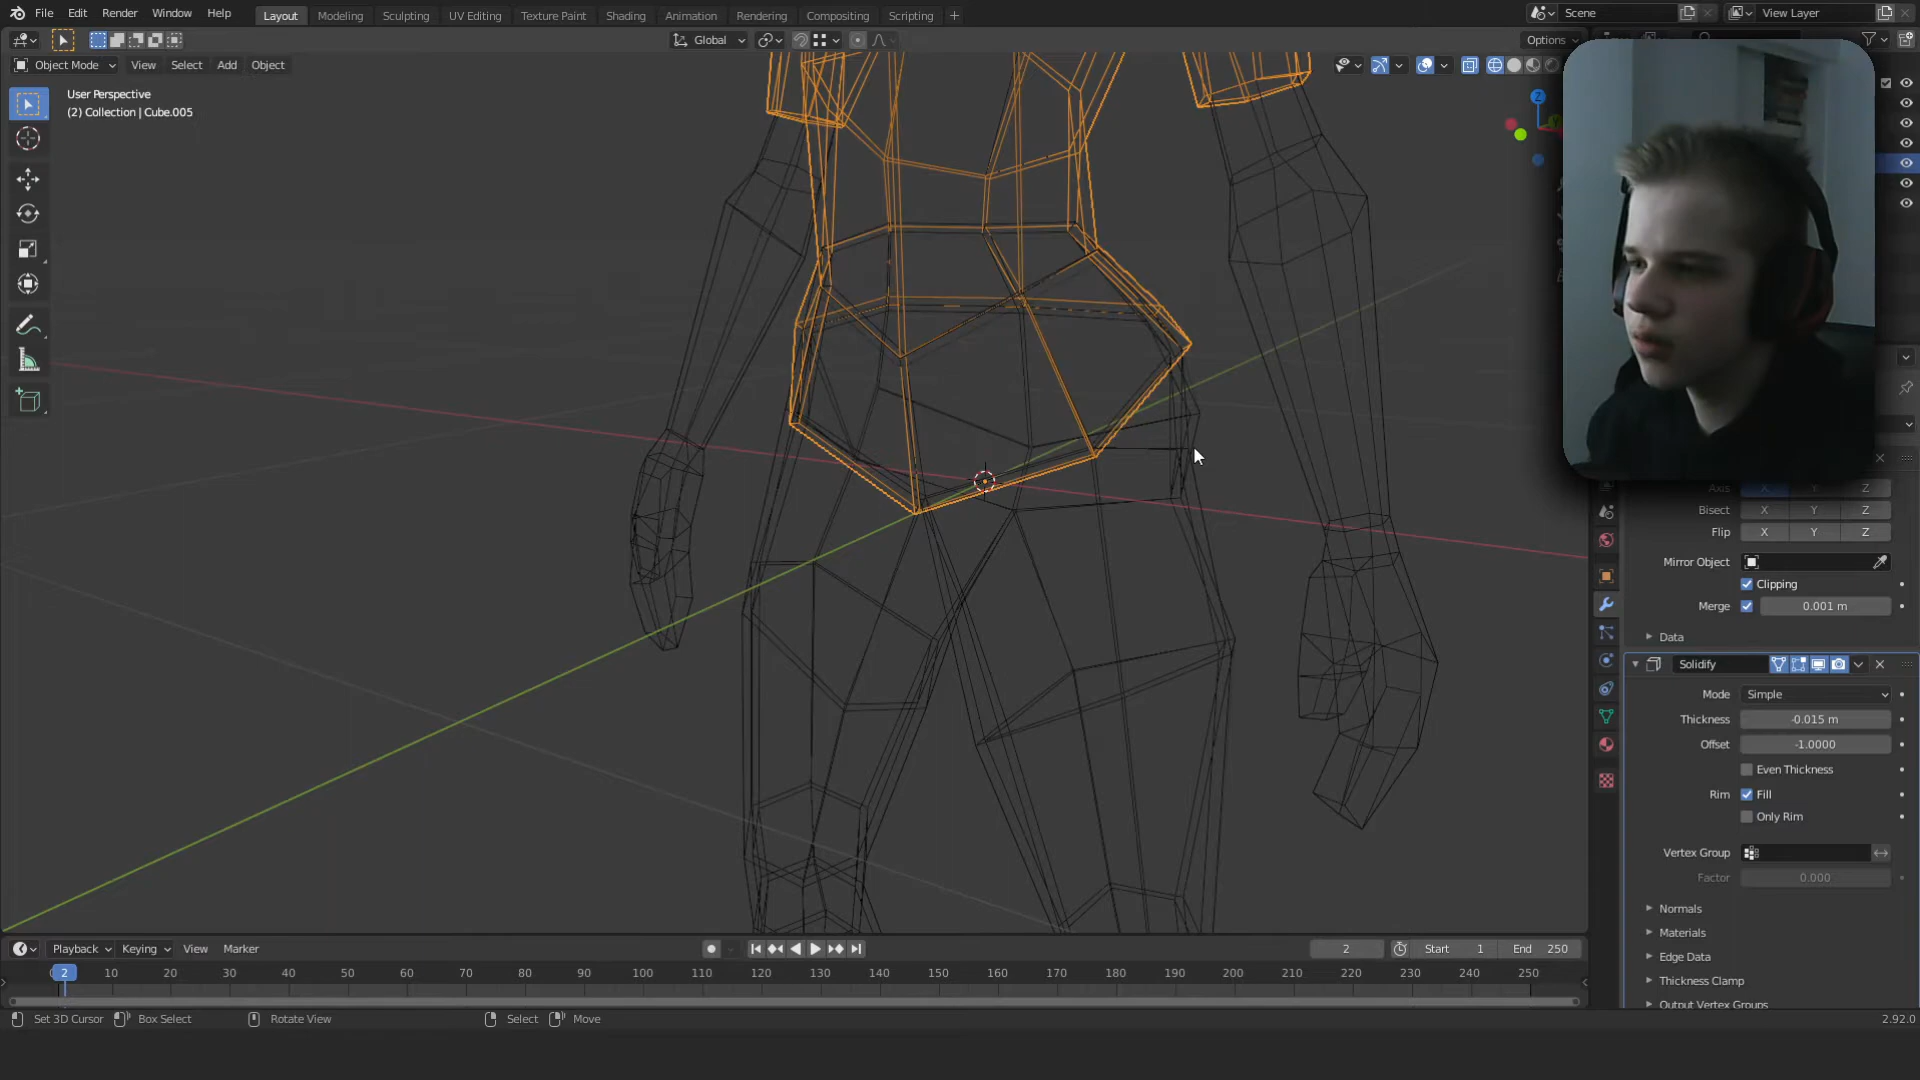 File Edit Render Window Help Layout Modeling Sculpting UV Editing Texture Paint Shading Animation Rendering Compositing Scripting + Scene View Layer
Global Options
Object Mode View Select Add Object
User Perspective
(2) Collection | Cube.005
Z
Axis X Y Z
Bisect X Y Z
Flip X Y Z
Mirror Object
Clipping
Merge 0.001 m
Data
Solidify
Mode Simple
Thickness -0.015 m
Offset -1.0000
Even Thickness
Rim Fill
Only Rim
Vertex Group
Factor 0.000
Normals
Materials
Edge Data
Thickness Clamp
Output Vertex Groups
Playback Keying View Marker 2 Start 1 End 250
2 10 20 30 40 50 60 70 80 90 100 110 120 130 140 150 160 170 180 190 200 210 220 230 240 250
Set 3D Cursor Box Select Rotate View Select Move 2.92.0